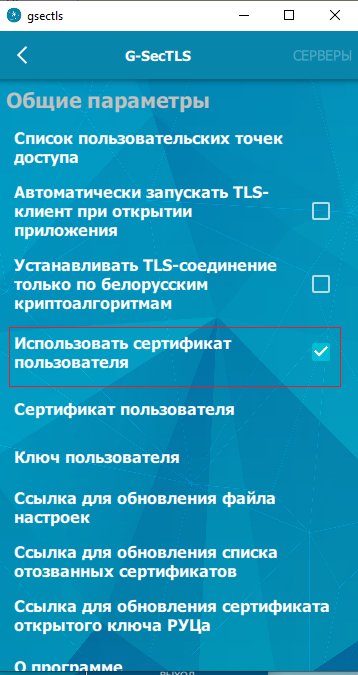 gsectls
G-SecTLS
СЕРВЕРЫ
Общие параметры
Список пользовательских точек
доступа
Автоматически запускать TLS-
клиент при открытии
приложения
Устанавливать TLS-соединение
только по белорусским
криптоалгоритмам
Использовать сертификат
пользователя
Сертификат пользователя
Ключ пользователя
Ссылка для обновления файла
настроек
Ссылка для обновления списка
отозванных сертификатов
Ссылка для обновления сертификата
открытого ключа РУЦа
О программе
ВЫХОД